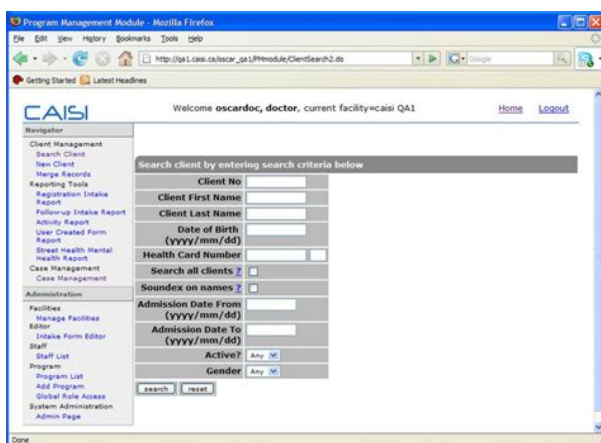 Program Management Module - Mozilla Firefox
File Edit View History Bookmarks Tools Help
http://qa1.caisi.ca/oscar_qa1/PMmodule/ClientSearch2.do
Google
Getting Started Latest Headlines
CAISI
Welcome oscardoc, doctor, current facility=caisi QA1
Home Logout
Navigator
Client Management
Search Client
New Client
Merge Records
Reporting Tools
Registration Intake
Report
Follow-up Intake Report
Activity Report
User Created Form
Report
Street Health Mental
Health Report
Case Management
Case Management
Administration
Facilities
Manage Facilities
Editor
Intake Form Editor
Staff
Staff List
Program
Program List
Add Program
Global Role Access
System Administration
Admin Page
Search client by entering search criteria below
Client No
Client First Name
Client Last Name
Date of Birth
(yyyy/mm/dd)
Health Card Number
Search all clients ?
Soundex on names ?
Admission Date From
(yyyy/mm/dd)
Admission Date To
(yyyy/mm/dd)
Active? Any
Gender Any
search reset
Done